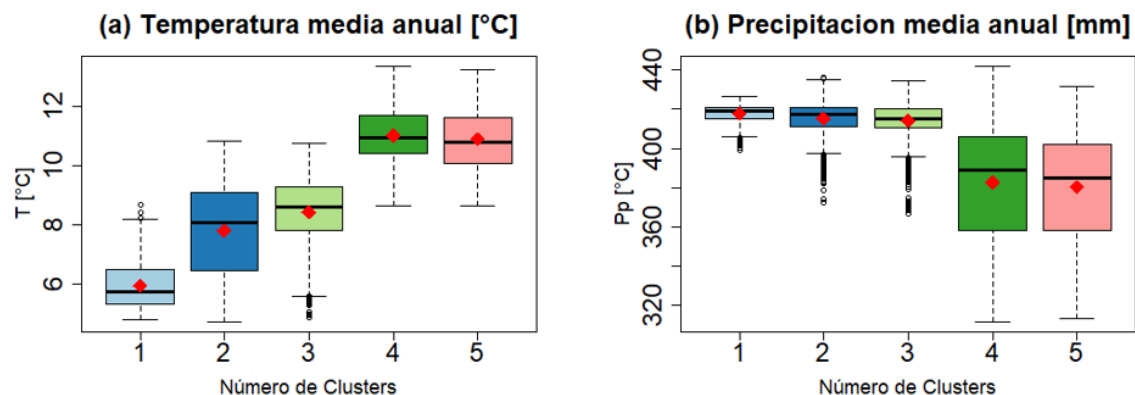 (a) Temperatura media anual [°C]
T [°C]
12
10
8
6
1 2 3 4 5
Número de Clusters
(b) Precipitacion media anual [mm]
Pp [°C]
440
400
360
320
1 2 3 4 5
Número de Clusters